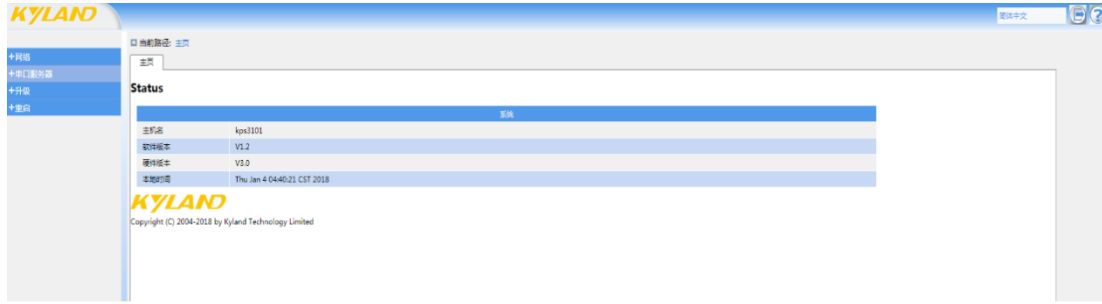 KYLAND
简体中文
当前路径: 主页
+网络
+串口服务器
+升级
+重启
主页
Status
系统
主机名 kps3101
软件版本 V1.2
硬件版本 V3.0
本地时间 Thu Jan 4 04:40:21 CST 2018
KYLAND
Copyright (C) 2004-2018 by Kyland Technology Limited